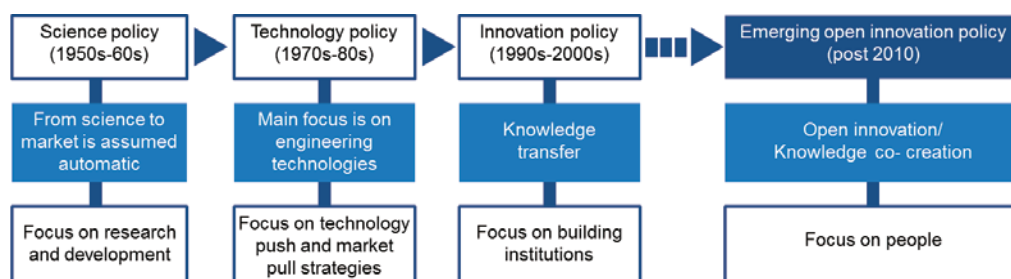 Science policy
(1950s-60s)
Technology policy
(1970s-80s)
Innovation policy
(1990s-2000s)
Emerging open innovation policy
(post 2010)
From science to
market is assumed
automatic
Main focus is on
engineering
technologies
Knowledge
transfer
Open innovation/
Knowledge co- creation
Focus on research
and development
Focus on technology
push and market
pull strategies
Focus on building
institutions
Focus on people